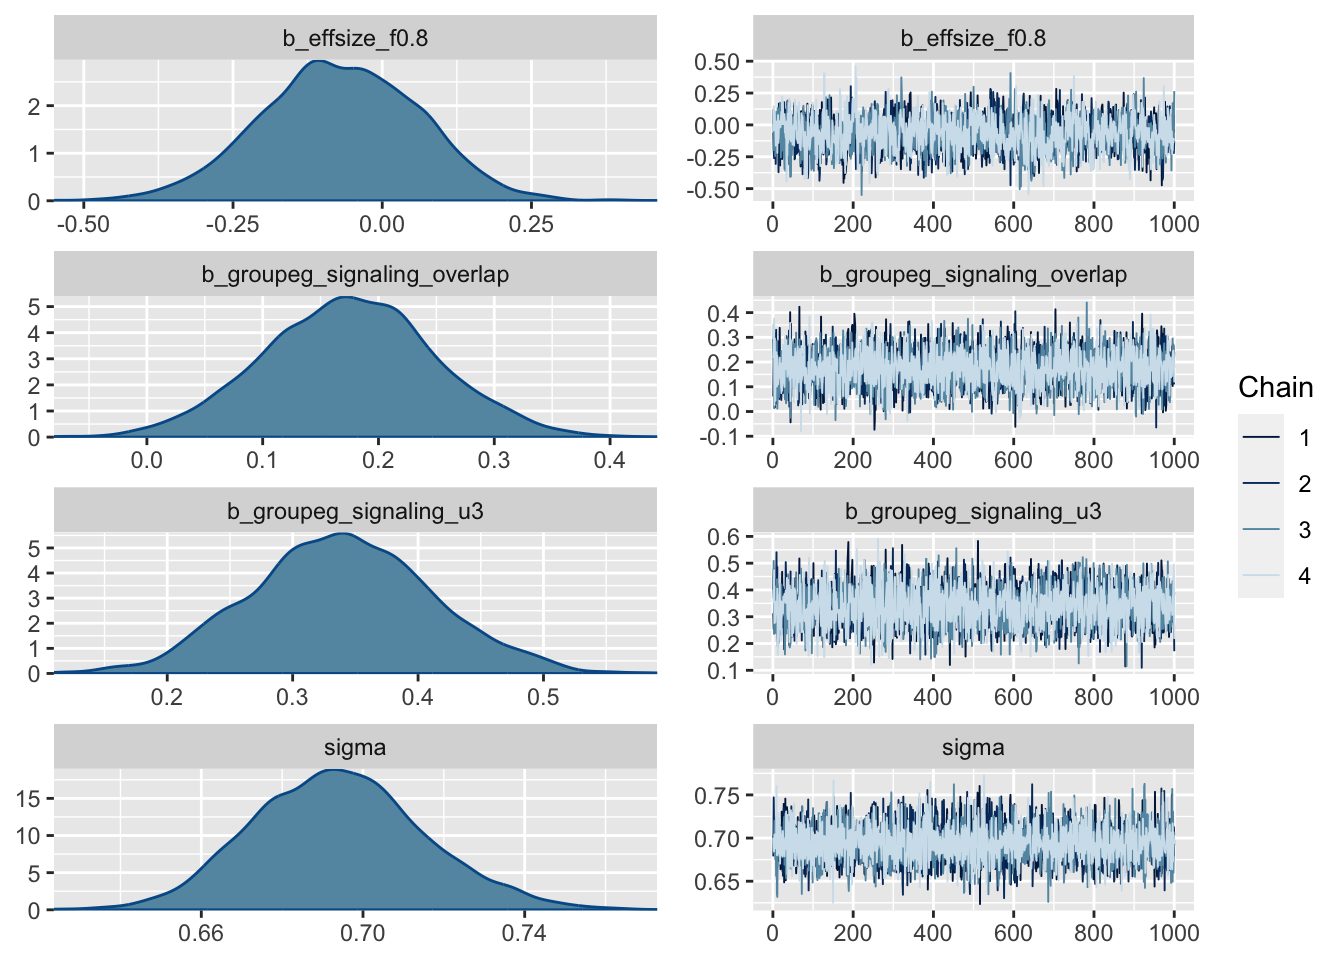 b_effsize_f0.8
2
1
0
-0.50 -0.25 0.00 0.25
b_effsize_f0.8
0.50
0.25
0.00
-0.25
-0.50
0 200 400 600 800 1000
b_groupeg_signaling_overlap
5
4
3
2
1
0
0.0 0.1 0.2 0.3 0.4
b_groupeg_signaling_overlap
0.4
0.3
0.2
0.1
0.0
-0.1
0 200 400 600 800 1000
b_groupeg_signaling_u3
5
4
3
2
1
0
0.2 0.3 0.4 0.5
b_groupeg_signaling_u3
0.6
0.5
0.4
0.3
0.2
0.1
0 200 400 600 800 1000
sigma
15
10
5
0
0.66 0.70 0.74
sigma
0.75
0.70
0.65
0 200 400 600 800 1000
Chain
1
2
3
4